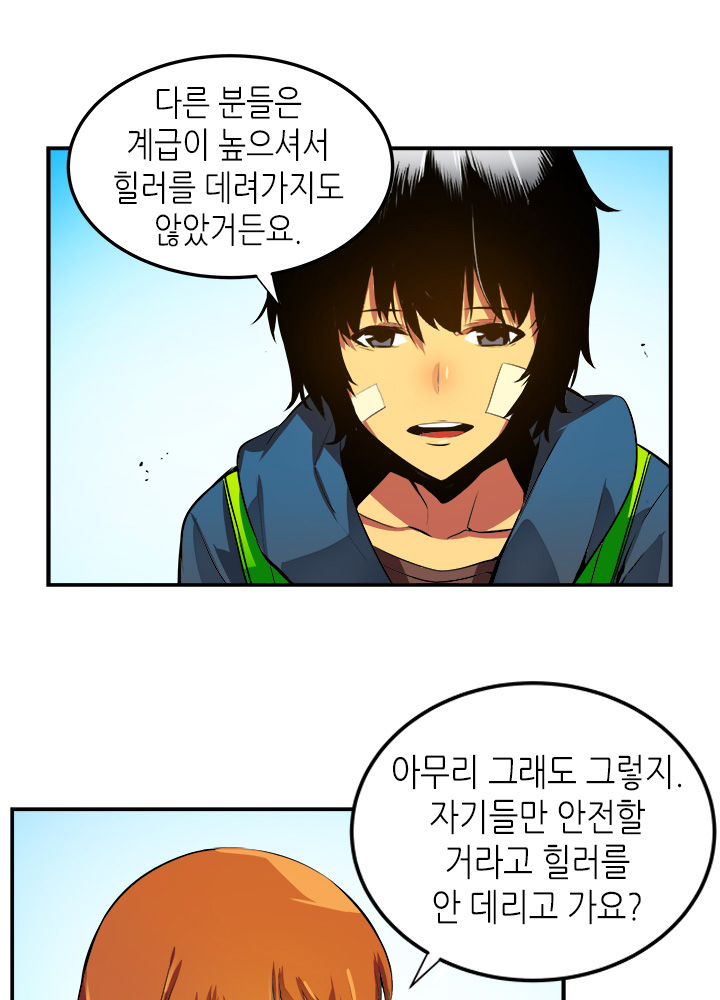 다른 분들은
계급이 높으셔서
힐러를 데려가지도
않았거든요.
아무리 그래도 그렇지.
자기들만 안전할
거라고 힐러를
안 데리고 가요?